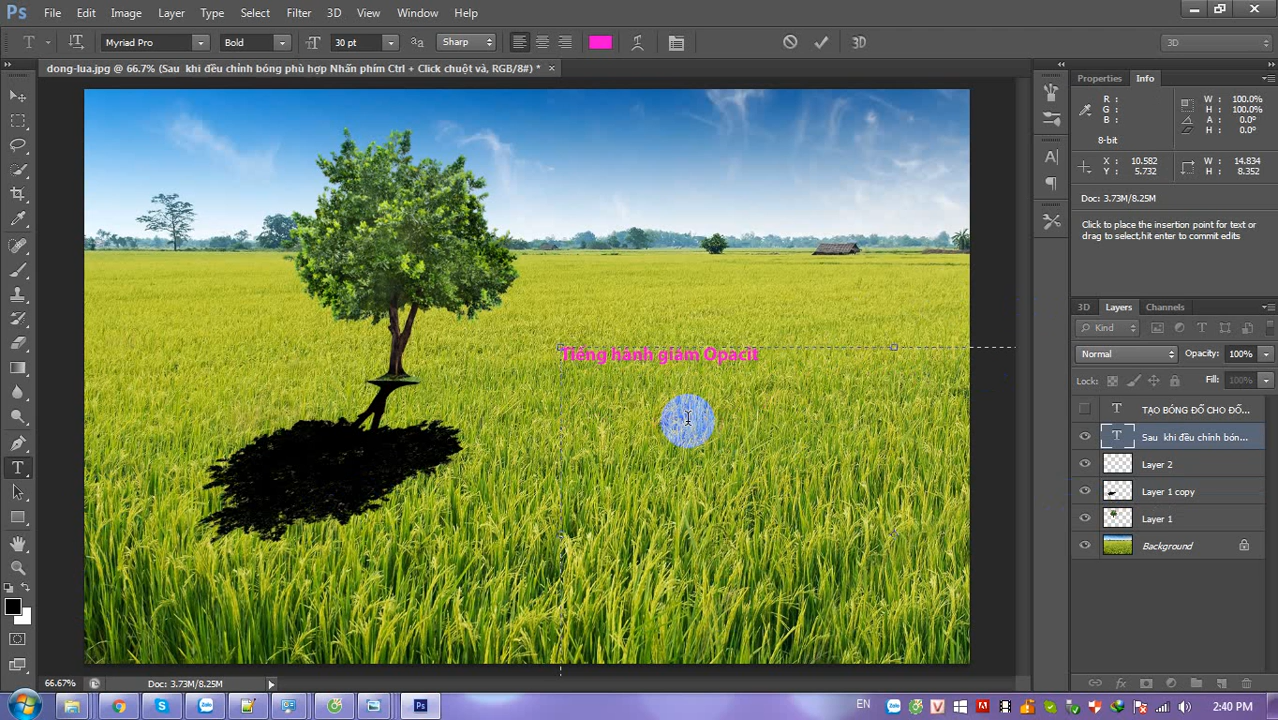 Ps File Edit Image Layer Type Select Filter 3D View Window Help
T Myriad Pro Bold 30 pt Sharp 3D 3D
dong-lua.jpg @ 66.7% (Sau khi đều chỉnh bóng phù hợp Nhấn phím Ctrl + Click chuột và, RGB/8#) *
Properties Info
R : W : 100.0%
G : H : 100.0%
B : A : 0.0°
8-bit H : 0.0°
X : 10.582 W : 14.834
Y : 5.732 H : 8.352
Doc: 3.73M/8.25M
Click to place the insertion point for text or
drag to select,hit enter to commit edits
3D Layers Channels
Kind
Normal Opacity: 100%
Lock: Fill: 100%
T TẠO BÓNG ĐỔ CHO ĐỐ...
T Sau khi đều chỉnh bón...
Layer 2
Layer 1 copy
Layer 1
Background
Tiếng hành giảm Opacit
66.67% Doc: 3.73M/8.25M
EN 2:40 PM